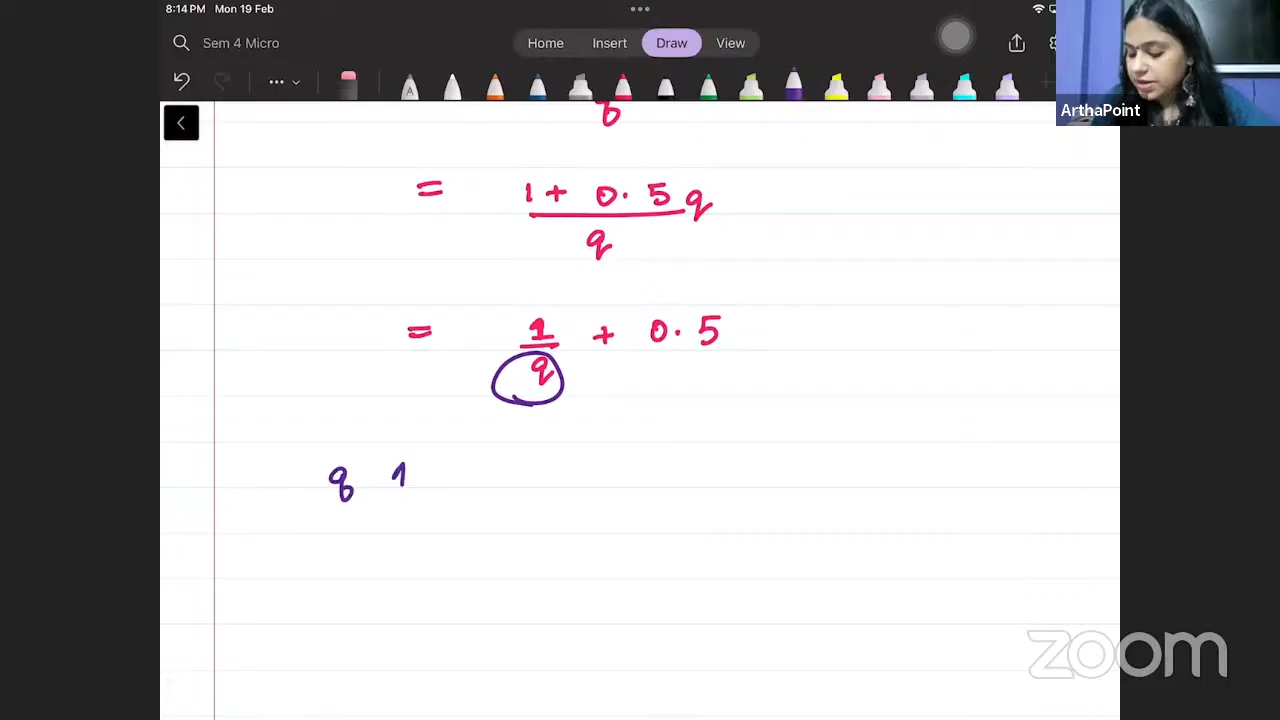 8:14 PM Mon 19 Feb
Sem 4 Micro
Home Insert Draw View
ArthaPoint
q
= 1 + 0.5q
q
= 1 + 0.5
q
q
zoom